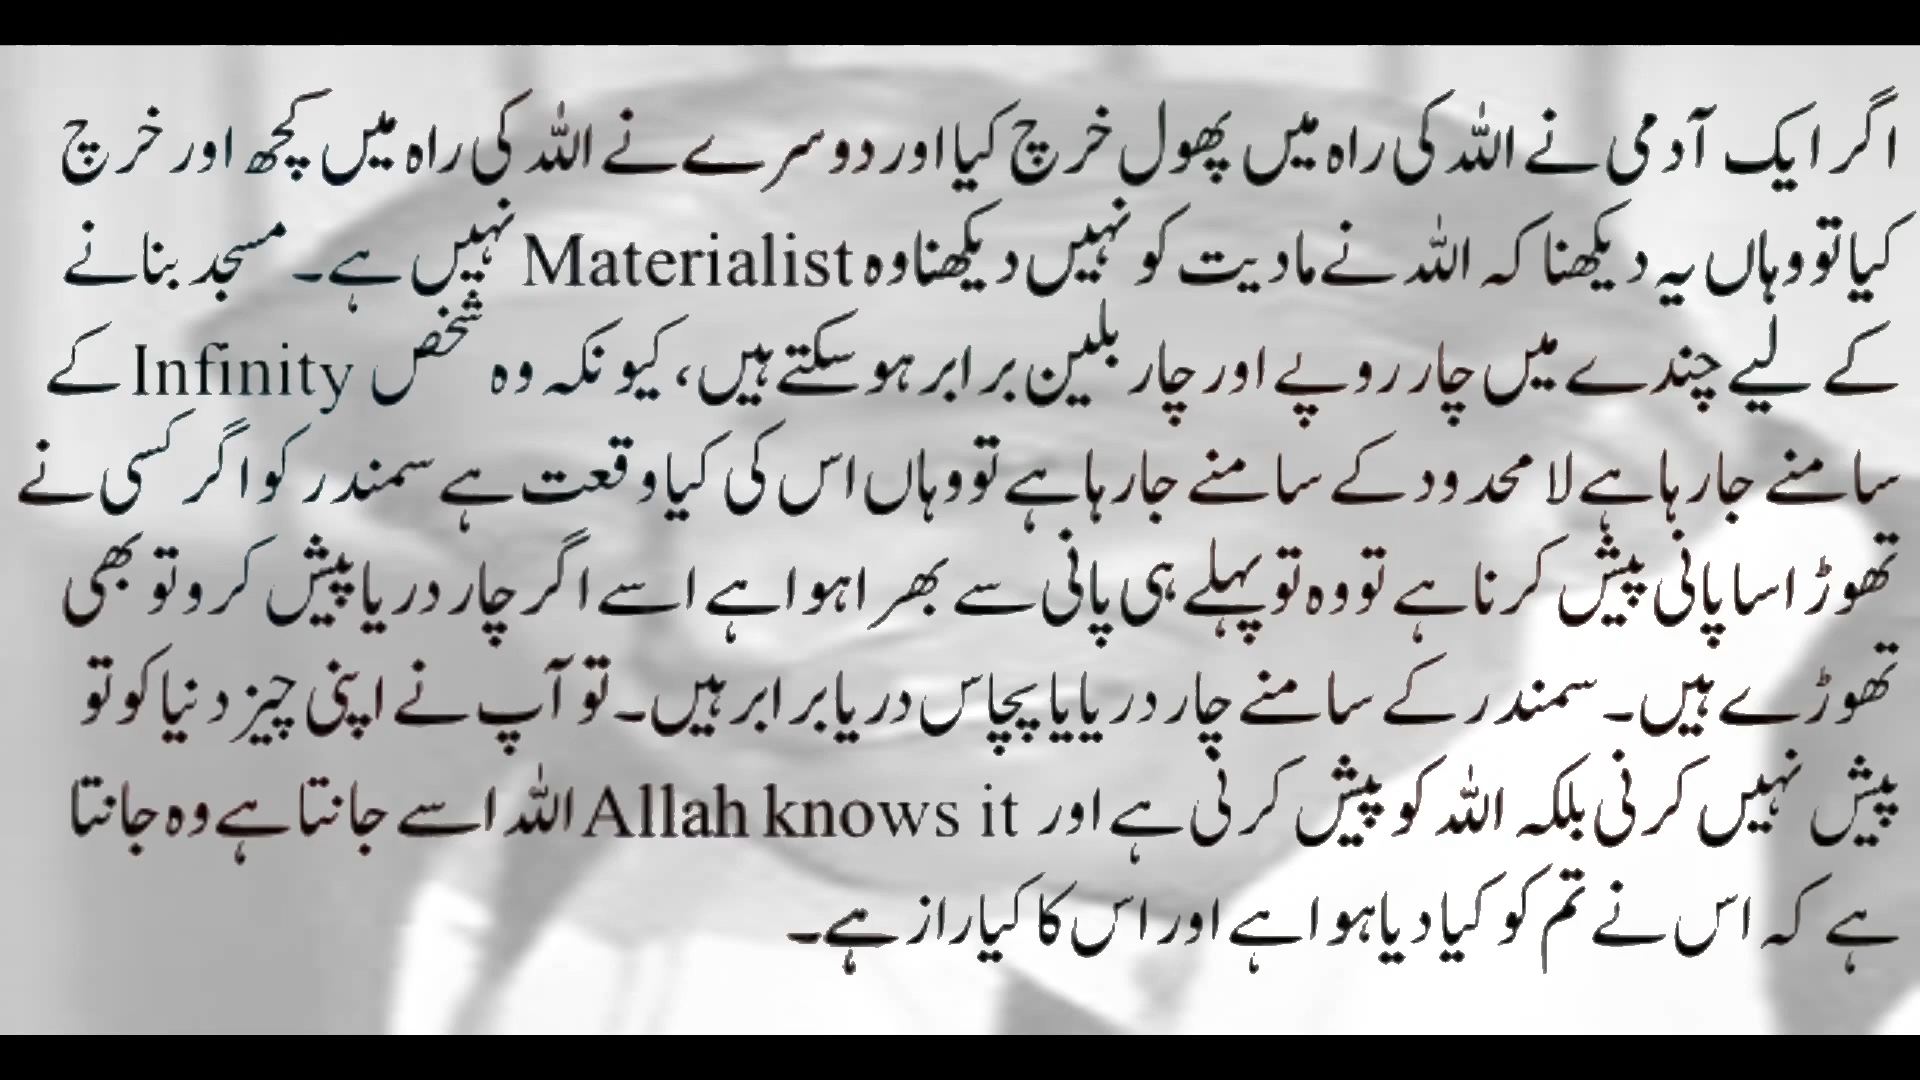 اگر ایک آدمی نے اللہ کی راہ میں پھول خرچ کیا اور دوسرے نے اللہ کی راہ میں کچھ اور خرچ
کیا تو وہاں یہ دیکھنا کہ اللہ نے مادیت کو نہیں دیکھنا وہ Materialist نہیں ہے۔ مسجد بنانے
کے لیے چندے میں چار روپے اور چار بلین برابر ہو سکتے ہیں، کیونکہ وہ شخص Infinity کے
سامنے جا رہا ہے لا محدود کے سامنے جا رہا ہے تو وہاں اس کی کیا وقعت ہے سمندر کو اگر کسی نے
تھوڑا سا پانی پیش کرنا ہے تو وہ تو پہلے ہی پانی سے بھرا ہوا ہے اسے اگر چار دریا پیش کرو تو بھی
تھوڑے ہیں۔ سمندر کے سامنے چار دریا یا پچاس دریا برابر ہیں۔ تو آپ نے اپنی چیز دنیا کو تو
پیش نہیں کرنی بلکہ اللہ کو پیش کرنی ہے اور Allah knows it اللہ اسے جانتا ہے وہ جانتا
ہے کہ اس نے تم کو کیا دیا ہوا ہے اور اس کا کیا راز ہے۔